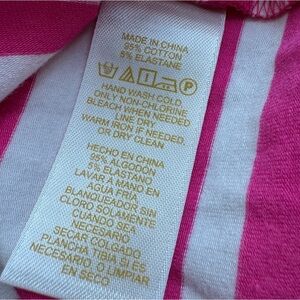 MADE IN CHINA
95% COTTON
5% ELASTANE
P
HAND WASH COLD
ONLY NON-CHLORINE
BLEACH WHEN NEEDED
LINE DRY
WARM IRON IF NEEDED,
OR DRY CLEAN
HECHO EN CHINA
95% ALGODÓN
5% ELASTANO
LAVAR A MANO EN
AGUA FRIA
BLANQUEADOR SIN
CLORO SOLAMENTE
CUANDO SEA
NECESARIO
SECAR COLGADO
PLANCHA TIBIA SI ES
NECESARIO, O LIMPIAR
EN SECO